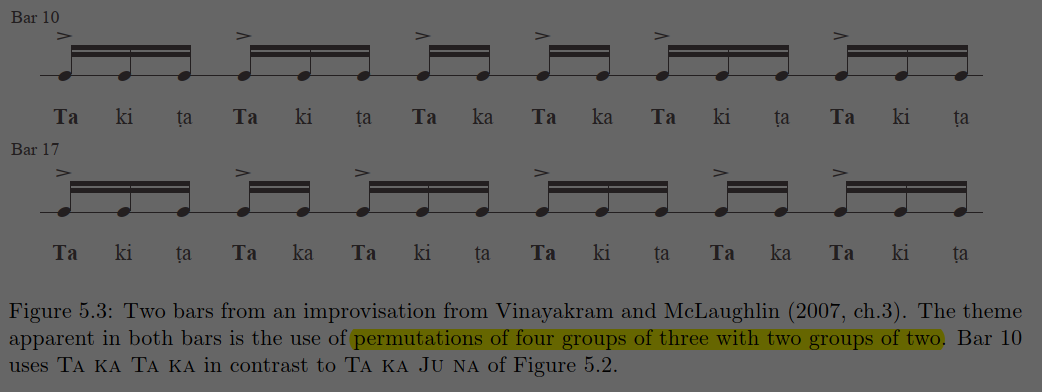 Bar 10
Ta ki ṭa Ta ki ṭa Ta ka Ta ka Ta ki ṭa Ta ki ṭa
Bar 17
Ta ki ṭa Ta ka Ta ki ṭa Ta ki ṭa Ta ka Ta ki ṭa
Figure 5.3: Two bars from an improvisation from Vinayakram and McLaughlin (2007, ch.3). The theme
apparent in both bars is the use of permutations of four groups of three with two groups of two. Bar 10
uses TA KA TA KA in contrast to TA KA JU NA of Figure 5.2.